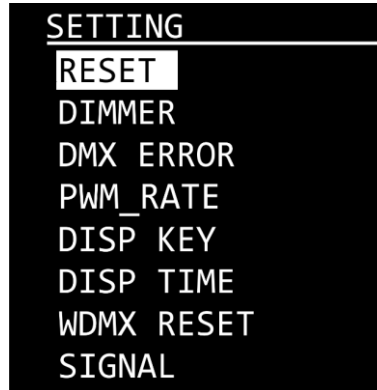 SETTING
RESET
DIMMER
DMX ERROR
PWM_RATE
DISP KEY
DISP TIME
WDMX RESET
SIGNAL